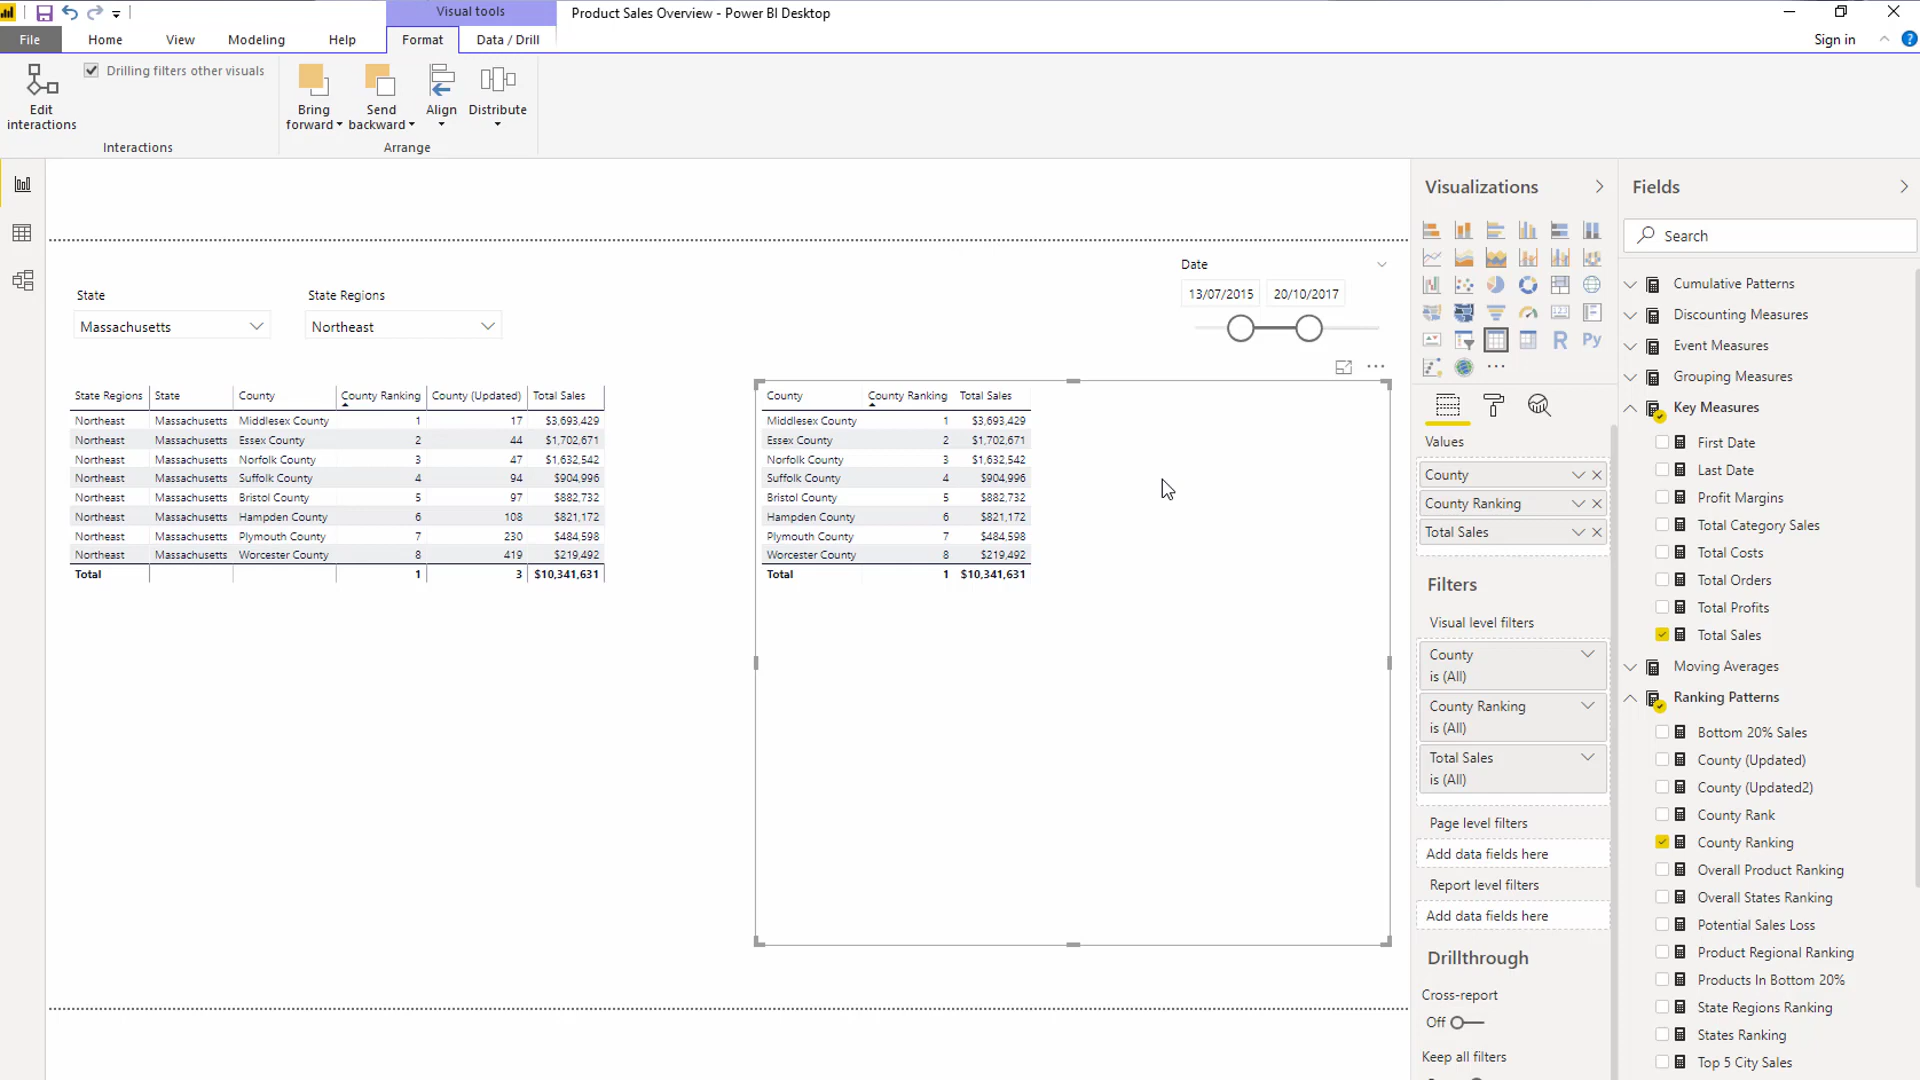 Visual tools
Product Sales Overview - Power BI Desktop
File
Home
View
Modeling
Help
Format
Data / Drill
Sign in
?
Edit
interactions
Drilling filters other visuals
Bring
forward
Send
backward
Align
Distribute
Interactions
Arrange
State
Massachusetts
State Regions
Northeast
Date
13/07/2015
20/10/2017
State Regions State County County Ranking County (Updated) Total Sales
Northeast Massachusetts Middlesex County 1 17 $3,693,429
Northeast Massachusetts Essex County 2 44 $1,702,671
Northeast Massachusetts Norfolk County 3 47 $1,632,542
Northeast Massachusetts Suffolk County 4 94 $904,996
Northeast Massachusetts Bristol County 5 97 $882,732
Northeast Massachusetts Hampden County 6 108 $821,172
Northeast Massachusetts Plymouth County 7 230 $484,598
Northeast Massachusetts Worcester County 8 419 $219,492
Total 1 3 $10,341,631
County County Ranking Total Sales
Middlesex County 1 $3,693,429
Essex County 2 $1,702,671
Norfolk County 3 $1,632,542
Suffolk County 4 $904,996
Bristol County 5 $882,732
Hampden County 6 $821,172
Plymouth County 7 $484,598
Worcester County 8 $219,492
Total 1 $10,341,631
Visualizations
R
Py
Values
County
County Ranking
Total Sales
Filters
Visual level filters
County
is (All)
County Ranking
is (All)
Total Sales
is (All)
Page level filters
Add data fields here
Report level filters
Add data fields here
Drillthrough
Cross-report
Off
Keep all filters
Fields
Search
Cumulative Patterns
Discounting Measures
Event Measures
Grouping Measures
Key Measures
First Date
Last Date
Profit Margins
Total Category Sales
Total Costs
Total Orders
Total Profits
Total Sales
Moving Averages
Ranking Patterns
Bottom 20% Sales
County (Updated)
County (Updated2)
County Rank
County Ranking
Overall Product Ranking
Overall States Ranking
Potential Sales Loss
Product Regional Ranking
Products In Bottom 20%
State Regions Ranking
States Ranking
Top 5 City Sales